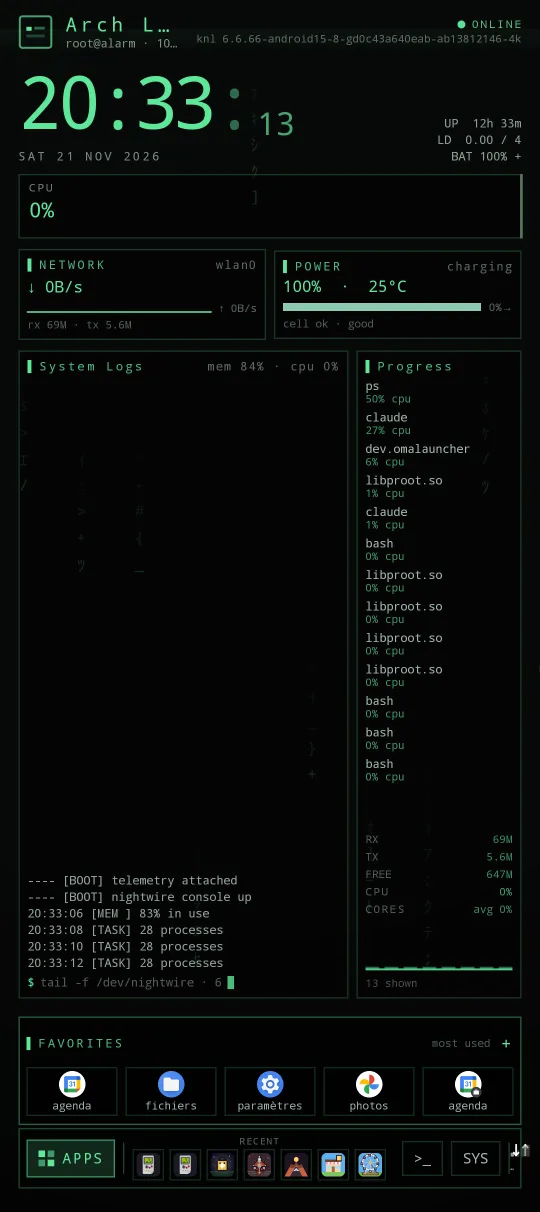 Arch L…
ONLINE
root@alarm · 10…
knl 6.6.66-android15-8-gd0c43a640eab-ab13812146-4k
20:33:13
UP 12h 33m
LD 0.00 / 4
BAT 100% +
SAT 21 NOV 2026
CPU
0%
NETWORK wlan0
↓ 0B/s
↑ 0B/s
rx 69M · tx 5.6M
POWER charging
100% · 25°C
0%→
cell ok · good
System Logs mem 84% · cpu 0%
---- [BOOT] telemetry attached
---- [BOOT] nightwire console up
20:33:06 [MEM ] 83% in use
20:33:08 [TASK] 28 processes
20:33:10 [TASK] 28 processes
20:33:12 [TASK] 28 processes
$ tail -f /dev/nightwire · 6
Progress
ps
50% cpu
claude
27% cpu
dev.omalauncher
6% cpu
libproot.so
1% cpu
claude
1% cpu
bash
0% cpu
libproot.so
0% cpu
libproot.so
0% cpu
libproot.so
0% cpu
libproot.so
0% cpu
bash
0% cpu
bash
0% cpu
bash
0% cpu
RX 69M
TX 5.6M
FREE 647M
CPU 0%
CORES avg 0%
13 shown
FAVORITES most used +
agenda
fichiers
paramètres
photos
agenda
APPS
RECENT
>_
SYS